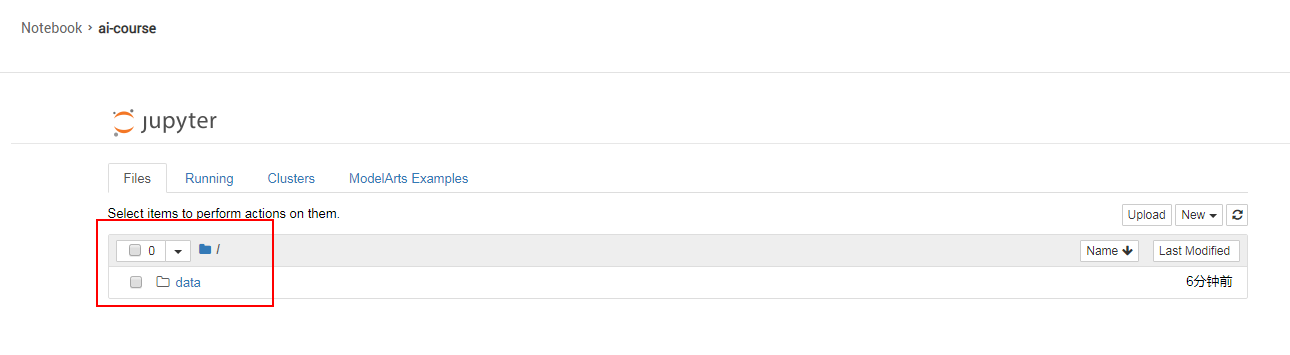 Notebook › ai-course
jupyter
Files Running Clusters ModelArts Examples
Select items to perform actions on them.
Upload New
0 / Name Last Modified
data 6分钟前